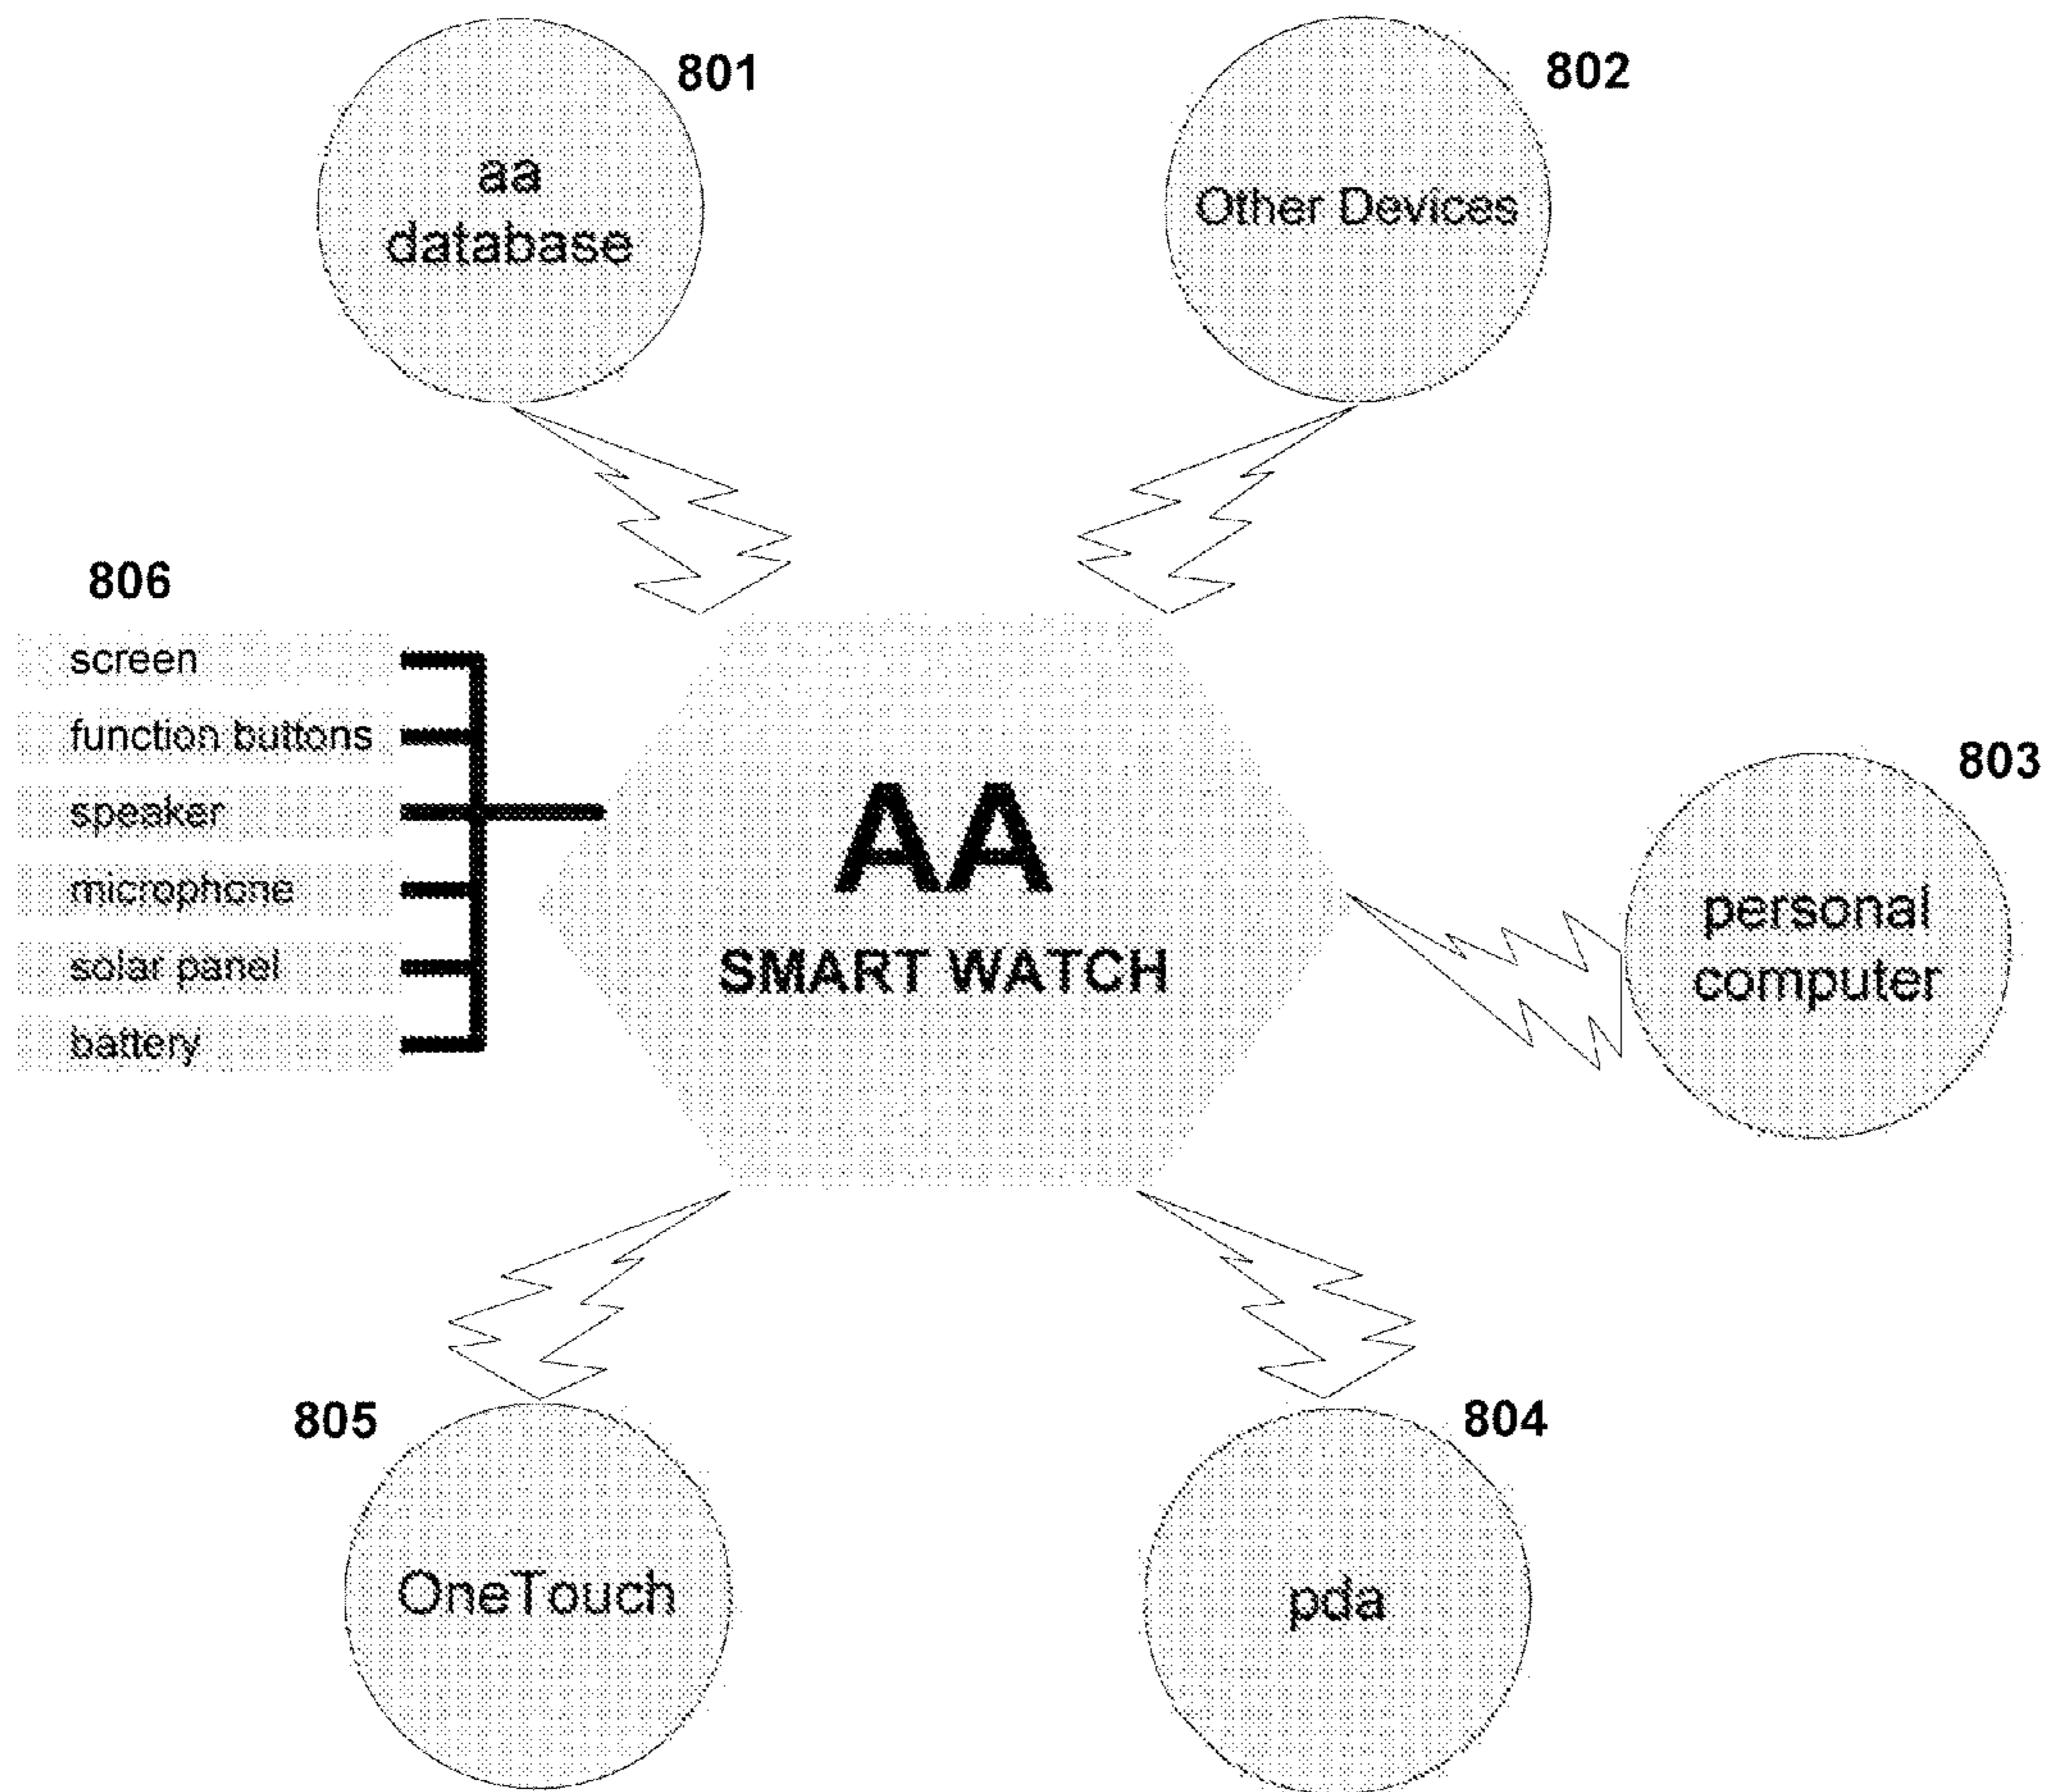 801
aa
database
802
Other Devices
806
screen
function buttons
speaker
microphone
solar panel
battery
AA
SMART WATCH
803
personal
computer
805
OneTouch
804
pda